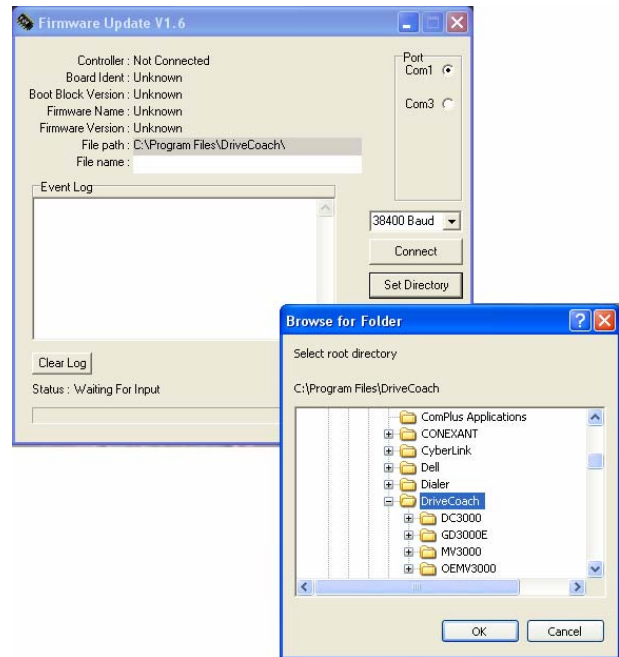 Firmware Update V1.6
Controller : Not Connected
Board Ident : Unknown
Boot Block Version : Unknown
Firmware Name : Unknown
Firmware Version : Unknown
File path : C:\Program Files\DriveCoach\
File name :
Port
Com1
Com3
Event Log
38400 Baud
Connect
Set Directory
Clear Log
Status : Waiting For Input
Browse for Folder
Select root directory
C:\Program Files\DriveCoach
ComPlus Applications
CONEXANT
CyberLink
Dell
Dialer
DriveCoach
DC3000
GD3000E
MV3000
OEMV3000
OK
Cancel